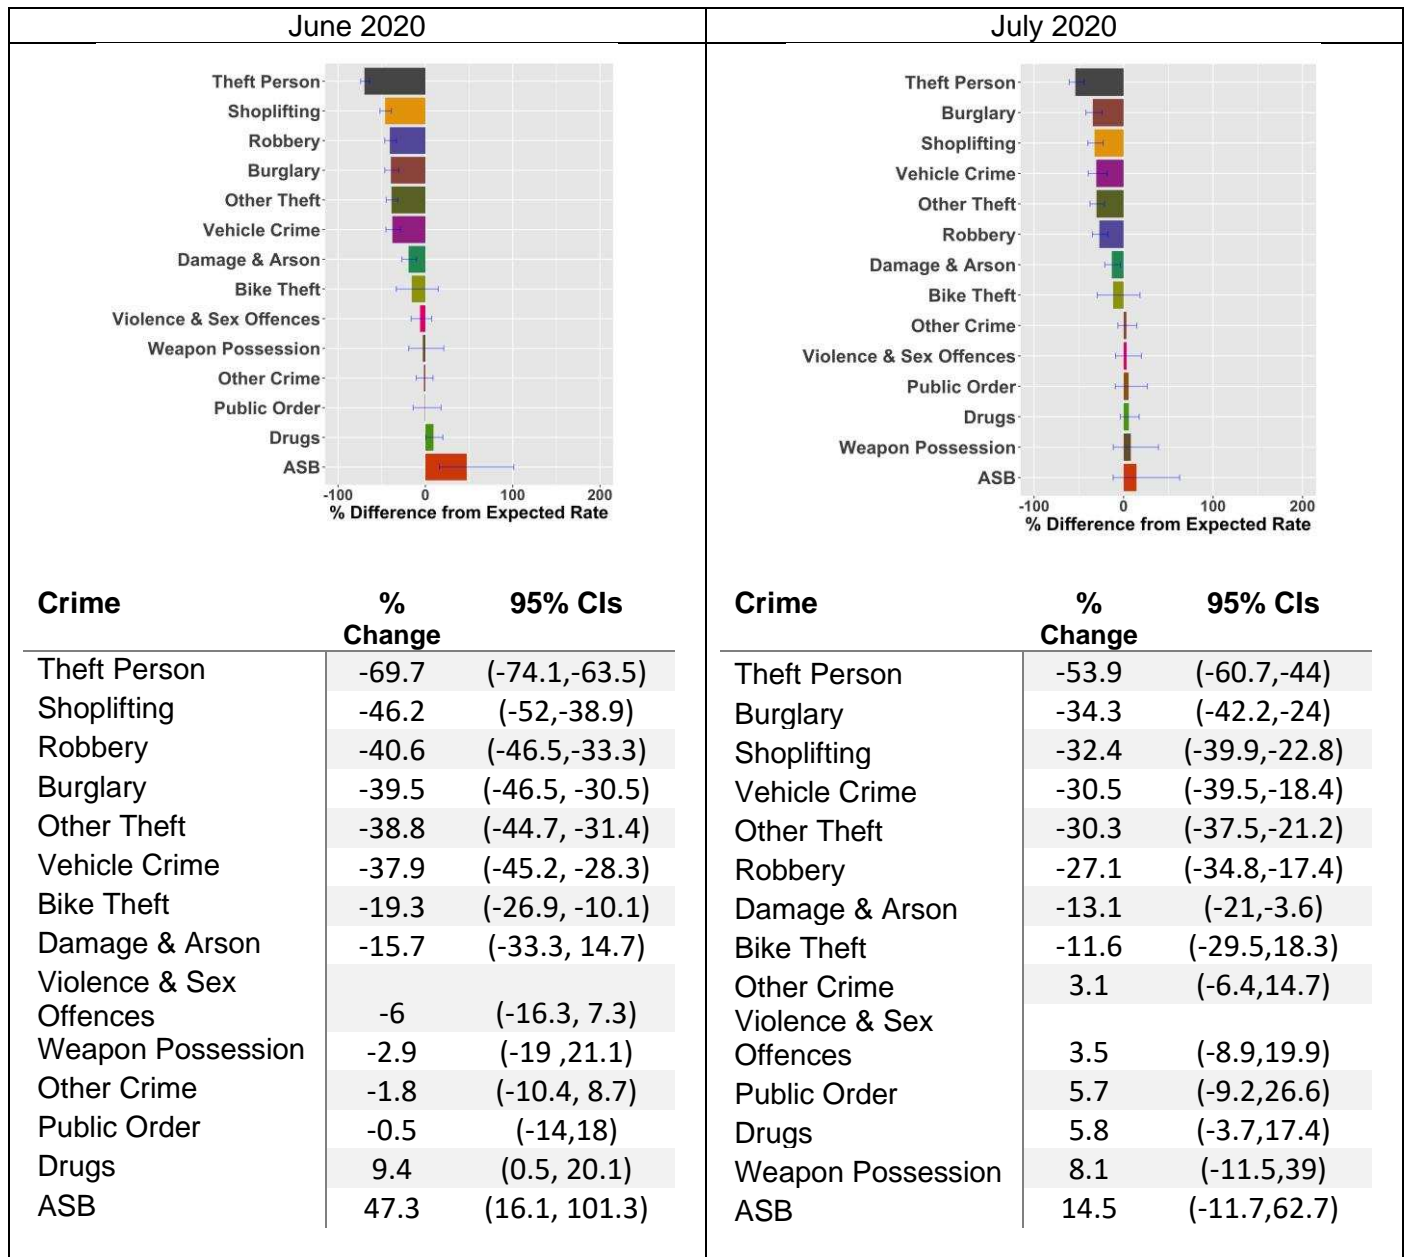 June 2020
Theft Person
Shoplifting
Robbery
Burglary
Other Theft
Vehicle Crime
Damage & Arson
Bike Theft
Violence & Sex Offences
Weapon Possession
Other Crime
Public Order
Drugs
ASB
-100 0 100 200
% Difference from Expected Rate
Crime % Change 95% CIs
Theft Person -69.7 (-74.1,-63.5)
Shoplifting -46.2 (-52,-38.9)
Robbery -40.6 (-46.5,-33.3)
Burglary -39.5 (-46.5, -30.5)
Other Theft -38.8 (-44.7, -31.4)
Vehicle Crime -37.9 (-45.2, -28.3)
Bike Theft -19.3 (-26.9, -10.1)
Damage & Arson -15.7 (-33.3, 14.7)
Violence & Sex
Offences -6 (-16.3, 7.3)
Weapon Possession -2.9 (-19 ,21.1)
Other Crime -1.8 (-10.4, 8.7)
Public Order -0.5 (-14,18)
Drugs 9.4 (0.5, 20.1)
ASB 47.3 (16.1, 101.3)
July 2020
Theft Person
Burglary
Shoplifting
Vehicle Crime
Other Theft
Robbery
Damage & Arson
Bike Theft
Other Crime
Violence & Sex Offences
Public Order
Drugs
Weapon Possession
ASB
-100 0 100 200
% Difference from Expected Rate
Crime % Change 95% CIs
Theft Person -53.9 (-60.7,-44)
Burglary -34.3 (-42.2,-24)
Shoplifting -32.4 (-39.9,-22.8)
Vehicle Crime -30.5 (-39.5,-18.4)
Other Theft -30.3 (-37.5,-21.2)
Robbery -27.1 (-34.8,-17.4)
Damage & Arson -13.1 (-21,-3.6)
Bike Theft -11.6 (-29.5,18.3)
Other Crime 3.1 (-6.4,14.7)
Violence & Sex
Offences 3.5 (-8.9,19.9)
Public Order 5.7 (-9.2,26.6)
Drugs 5.8 (-3.7,17.4)
Weapon Possession 8.1 (-11.5,39)
ASB 14.5 (-11.7,62.7)